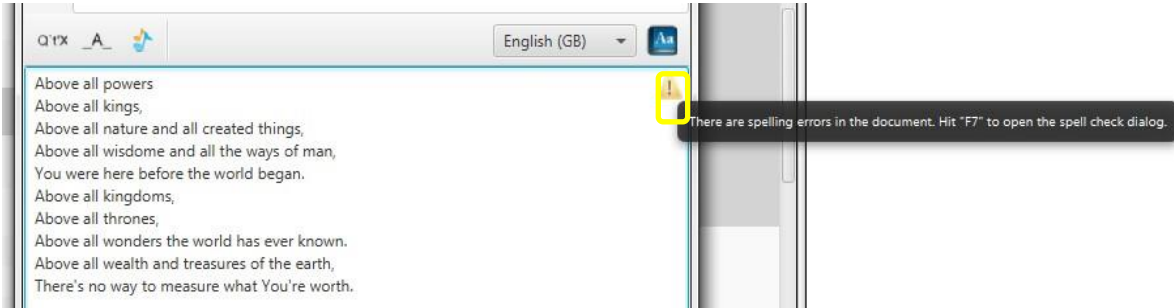 Q't'X _A_
English (GB)
Aa
Above all powers
Above all kings,
Above all nature and all created things,
Above all wisdome and all the ways of man,
You were here before the world began.
Above all kingdoms,
Above all thrones,
Above all wonders the world has ever known.
Above all wealth and treasures of the earth,
There's no way to measure what You're worth.
There are spelling errors in the document. Hit "F7" to open the spell check dialog.